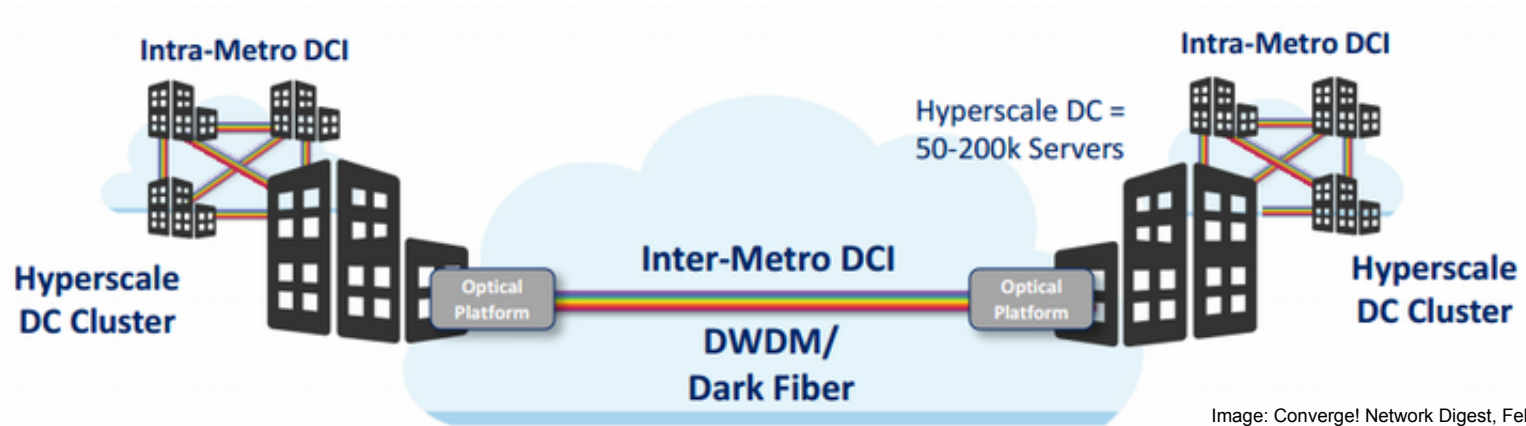 Intra-Metro DCI
Intra-Metro DCI
Hyperscale DC =
50-200k Servers
Inter-Metro DCI
Hyperscale
DC Cluster
Optical
Platform
Optical
Platform
Hyperscale
DC Cluster
DWDM/
Dark Fiber
Image: Converge! Network Digest,